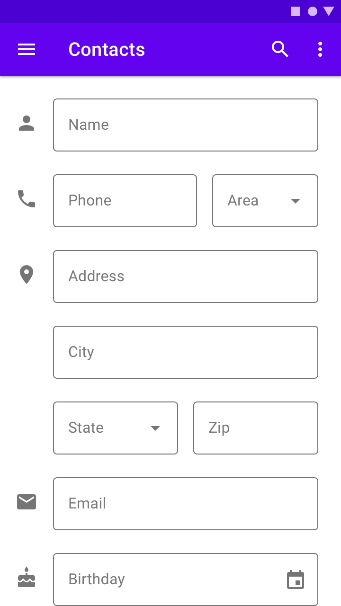 Contacts
Name
Phone
Area
Address
City
State
Zip
Email
Birthday